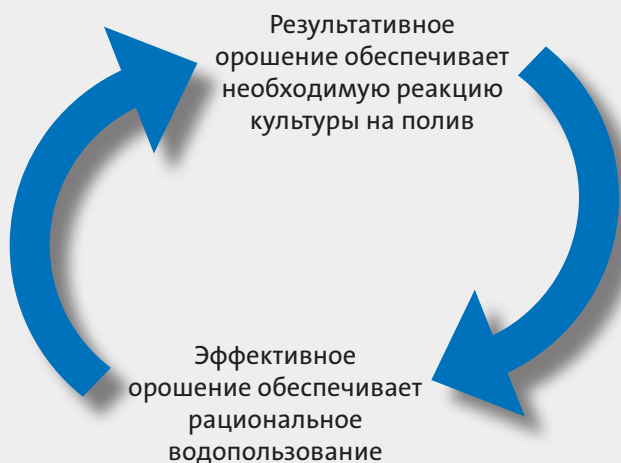 Результативное
орошение обеспечивает
необходимую реакцию
культуры на полив
Эффективное
орошение обеспечивает
рациональное
водопользование